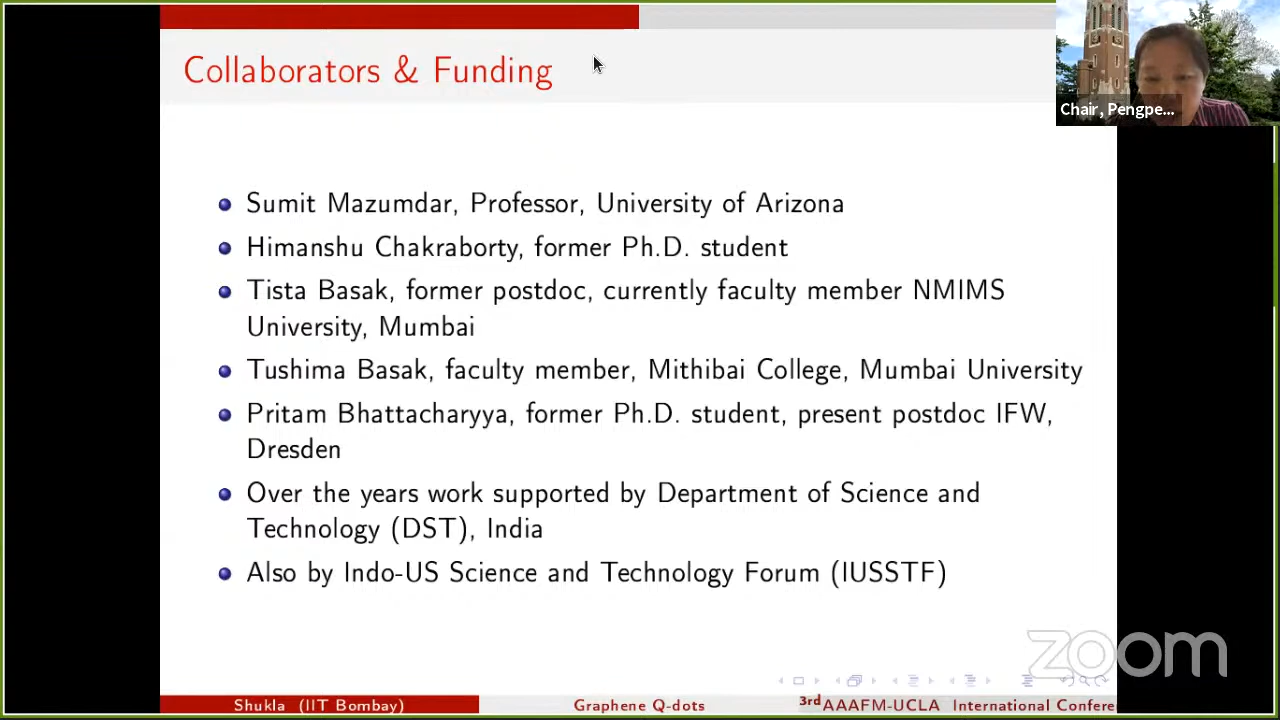 Collaborators & Funding
Chair, Pengpe...
Sumit Mazumdar, Professor, University of Arizona
Himanshu Chakraborty, former Ph.D. student
Tista Basak, former postdoc, currently faculty member NMIMS
University, Mumbai
Tushima Basak, faculty member, Mithibai College, Mumbai University
Pritam Bhattacharyya, former Ph.D. student, present postdoc IFW,
Dresden
Over the years work supported by Department of Science and
Technology (DST), India
Also by Indo-US Science and Technology Forum (IUSSTF)
zoom
Shukla (IIT Bombay)
Graphene Q-dots
3rd AAAFM-UCLA International Confere